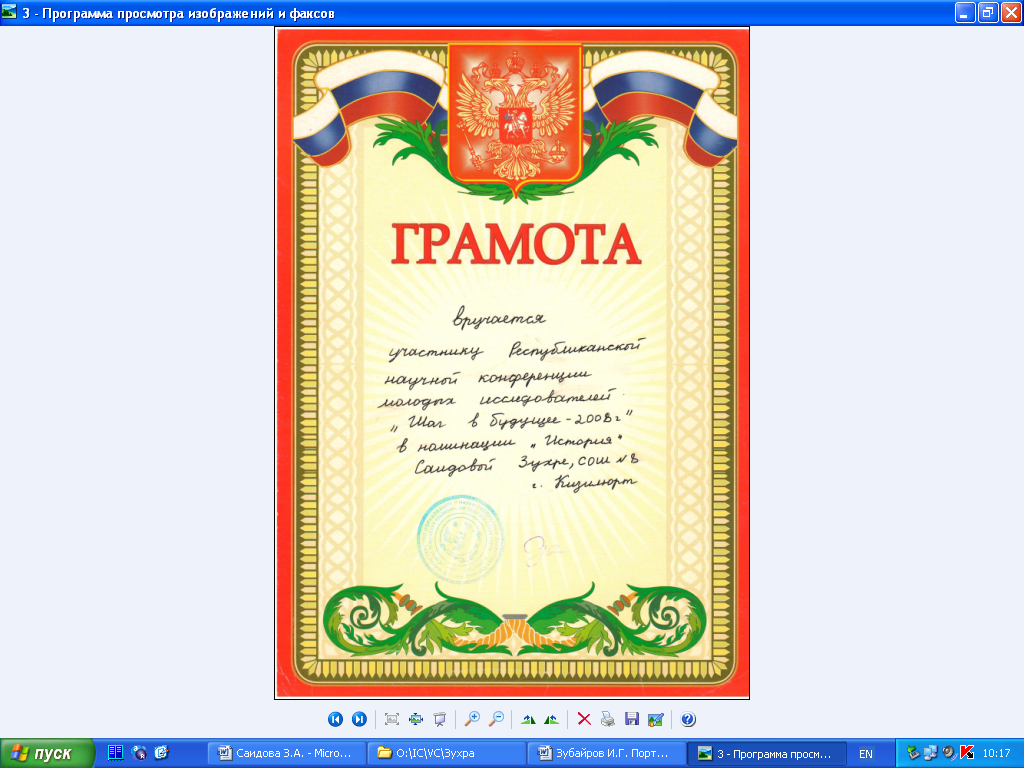 3 - Программа просмотра изображений и факсов
ГРАМОТА
вручается
участнику Республиканской
научной конференции
молодых исследователей
„Шаг в будущее - 2008г"
в номинации „История"
Саидовой Зухре, СОШ №8
г. Кизилюрт
пуск
Саидова З.А. - Micro...
O:\IC\VC\Зухра
Зубайров И.Г. Порт...
3 - Программа просм...
EN
10:17